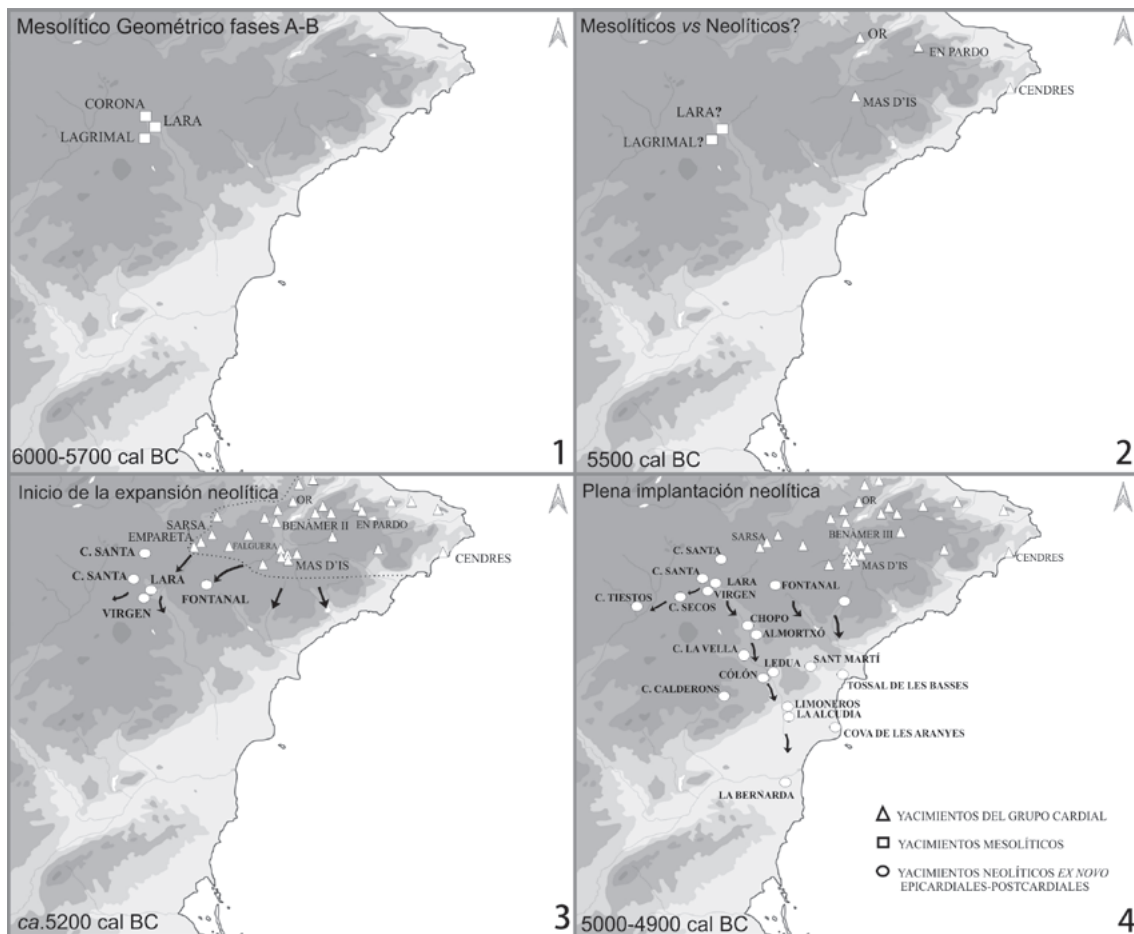 Mesolítico Geométrico fases A-B
CORONA
LARA
LAGRIMAL
6000-5700 cal BC
1
Mesolíticos vs Neolíticos?
OR
EN PARDO
CENDRES
MAS D'IS
LARA?
LAGRIMAL?
5500 cal BC
2
Inicio de la expansión neolítica
OR
SARSA
BENÀMER II
EN PARDO
EMPARETÀ
FALGUERA
C. SANTA
CENDRES
MAS D'IS
C. SANTA
LARA
FONTANAL
VIRGEN
ca.5200 cal BC
3
Plena implantación neolítica
OR
BENÀMER III
SARSA
C. SANTA
CENDRES
MAS D'IS
C. SANTA
LARA
FONTANAL
VIRGEN
C. TIESTOS
C. SECOS
CHOPO
ALMORTXÓ
C. LA VELLA
LEDUA
SANT MARTÍ
CÓLÓN
TOSSAL DE LES BASSES
C. CALDERONS
LIMONEROS
LA ALCUDIA
COVA DE LES ARANYES
LA BERNARDA
YACIMIENTOS DEL GRUPO CARDIAL
YACIMIENTOS MESOLÍTICOS
YACIMIENTOS NEOLÍTICOS EX NOVO
EPICARDIALES-POSTCARDIALES
5000-4900 cal BC
4